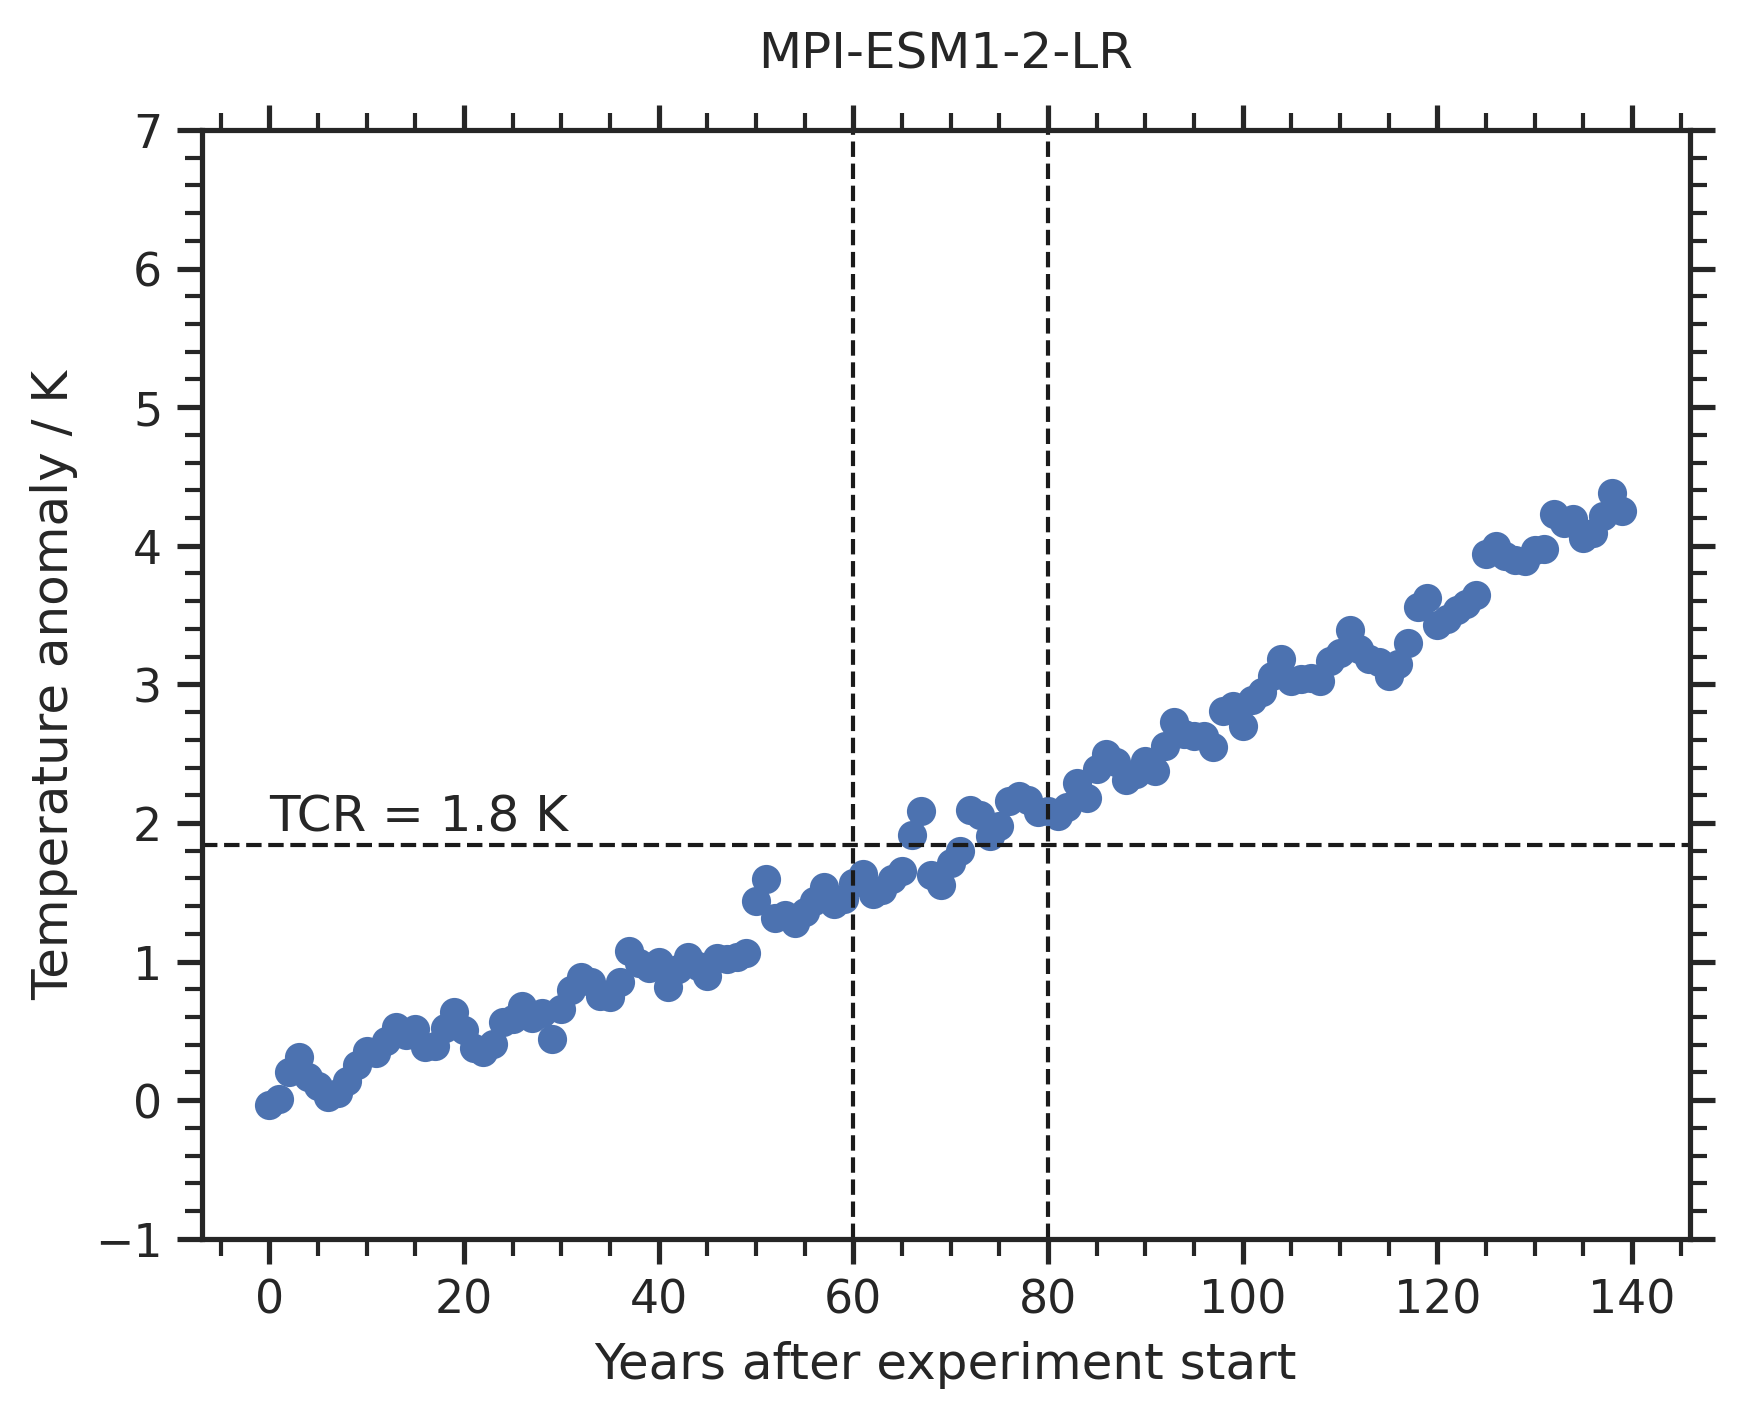 MPI-ESM1-2-LR
7
6
5
4
3
2
1
0
−1
Temperature anomaly / K
TCR = 1.8 K
0 20 40 60 80 100 120 140
Years after experiment start